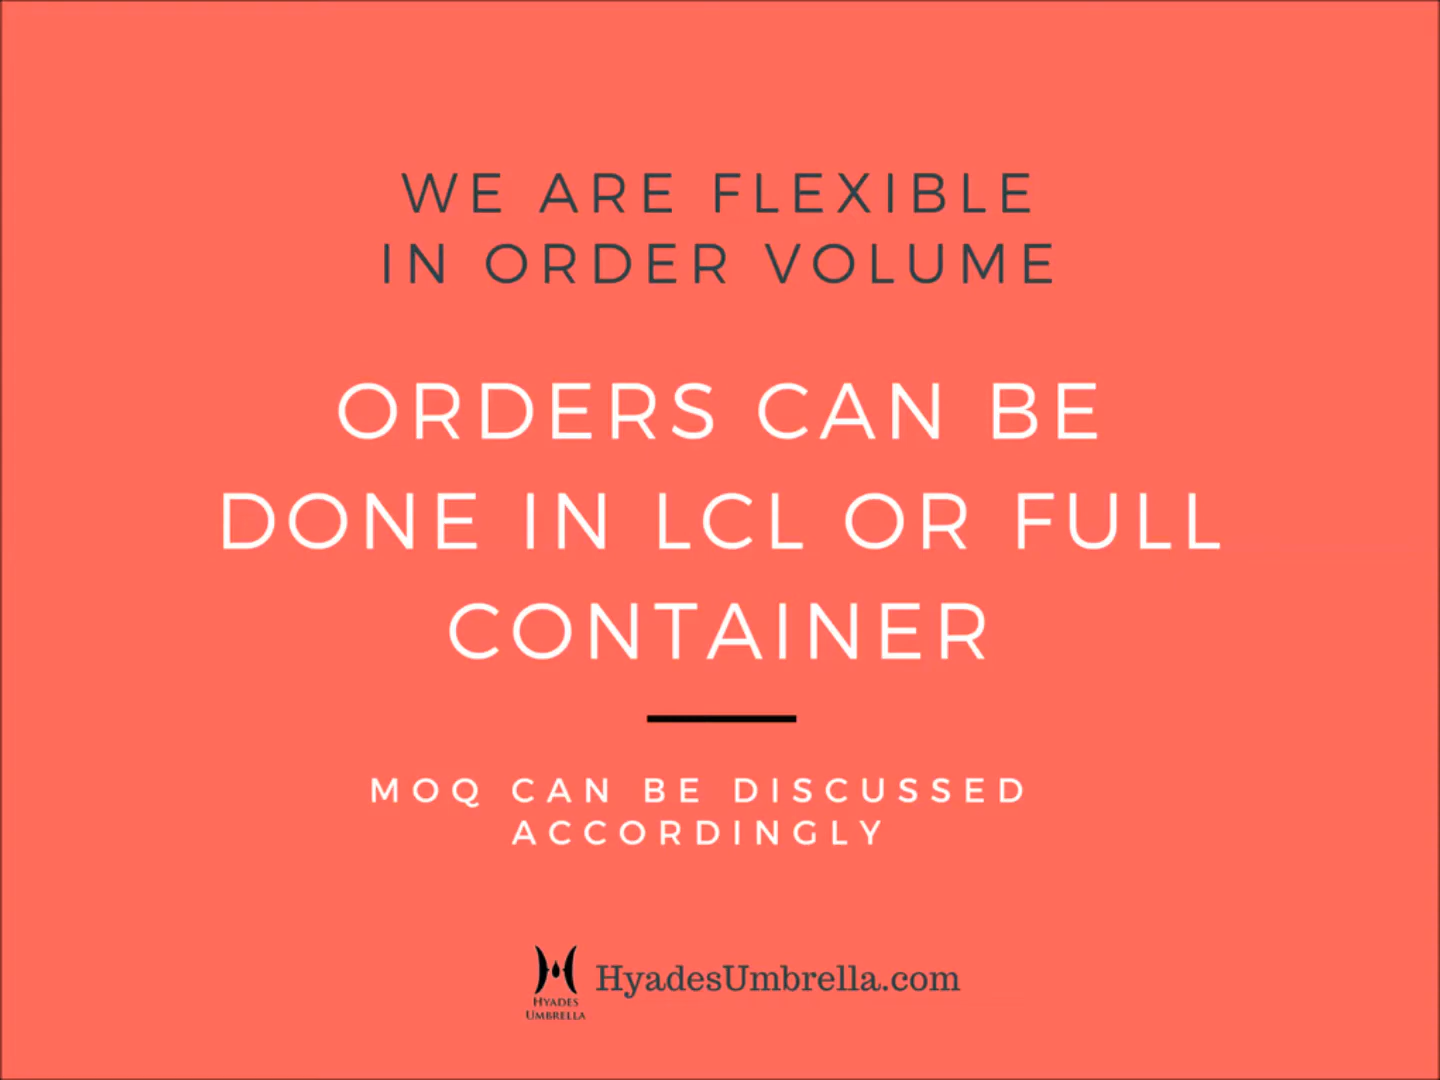 WE ARE FLEXIBLE
IN ORDER VOLUME
ORDERS CAN BE
DONE IN LCL OR FULL
CONTAINER
MOQ CAN BE DISCUSSED
ACCORDINGLY
HyadesUmbrella.com
HYADES
UMBRELLA